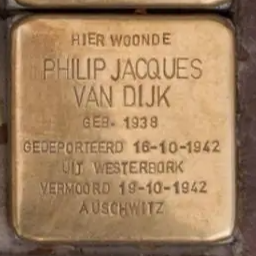 HIER WOONDE
PHILIP JACQUES
VAN DIJK
GEB. 1938
GEDEPORTEERD 16-10-1942
UIT WESTERBORK
VERMOORD 19-10-1942
AUSCHWITZ